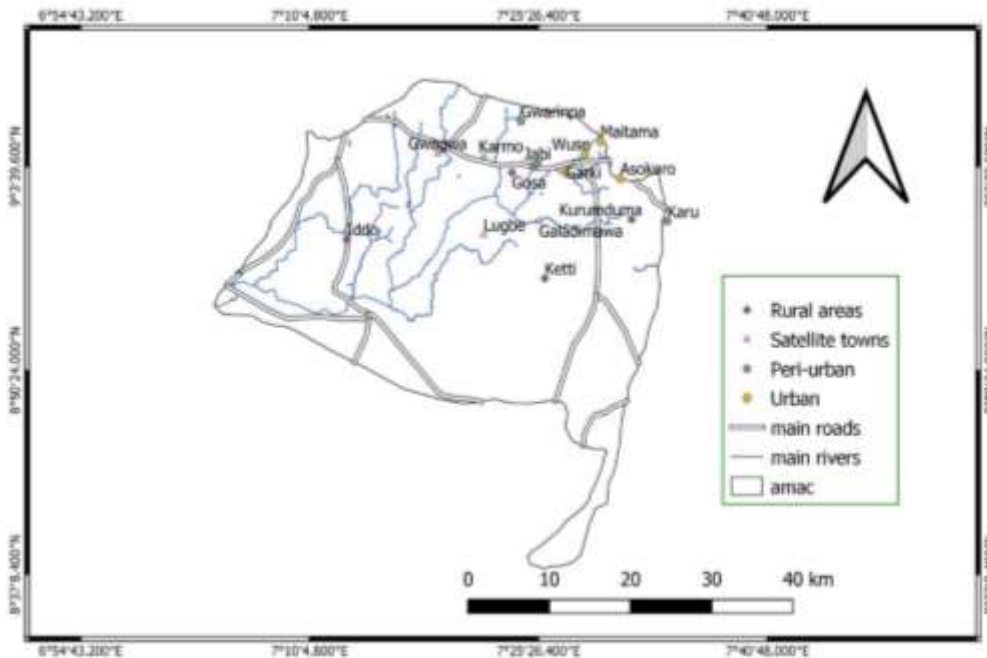 6°54'43.200"E 7°10'4.800"E 7°25'26.400"E 7°40'48.000"E
Gwarinpa
Maitama
Wuse
Gwagwa Karmo Jabi
9°3'39.600"N
Gosa Garki Asokoro
Kurumduma Karu
Iddo Lugbe Galadimawa
Ketti
Rural areas
Satellite towns
8°50'24.000"N
Peri-urban
Urban
main roads
main rivers
amac
8°37'8.400"N
0 10 20 30 40 km
6°54'43.200"E 7°10'4.800"E 7°25'26.400"E 7°40'48.000"E